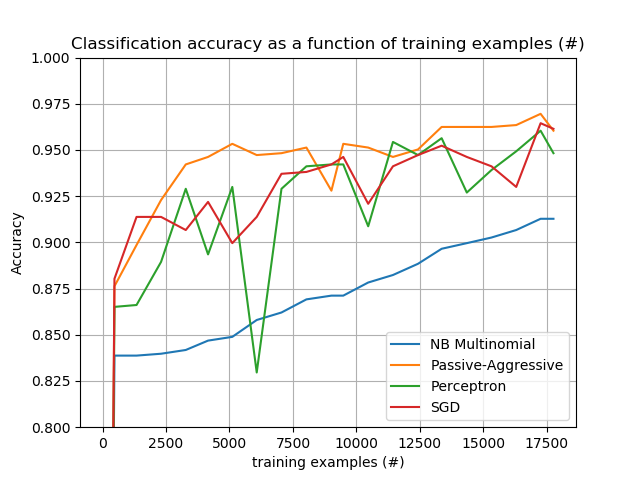 Classification accuracy as a function of training examples (#)
1.000
0.975
0.950
0.925
0.900
0.875
0.850
0.825
0.800
Accuracy
NB Multinomial
Passive-Aggressive
Perceptron
SGD
0 2500 5000 7500 10000 12500 15000 17500
training examples (#)